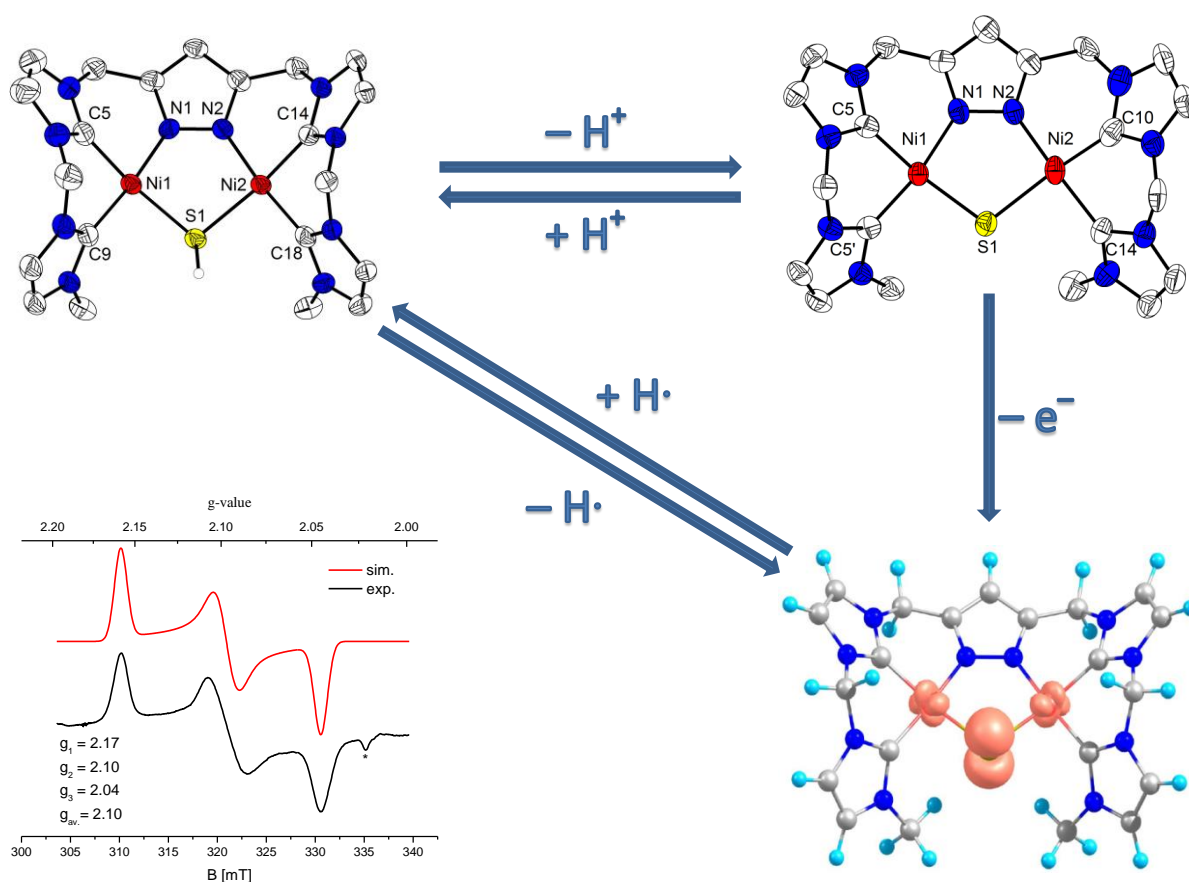 N1 N2
C5 C14
Ni1 Ni2
S1
C9 C18
– H⁺
+ H⁺
N1 N2
C5 C10
Ni1 Ni2
C5' S1 C14
– e⁻
+ H·
– H·
g-value
2.20 2.15 2.10 2.05 2.00
sim.
exp.
g₁ = 2.17
g₂ = 2.10
g₃ = 2.04
gav. = 2.10
*
300 305 310 315 320 325 330 335 340
B [mT]